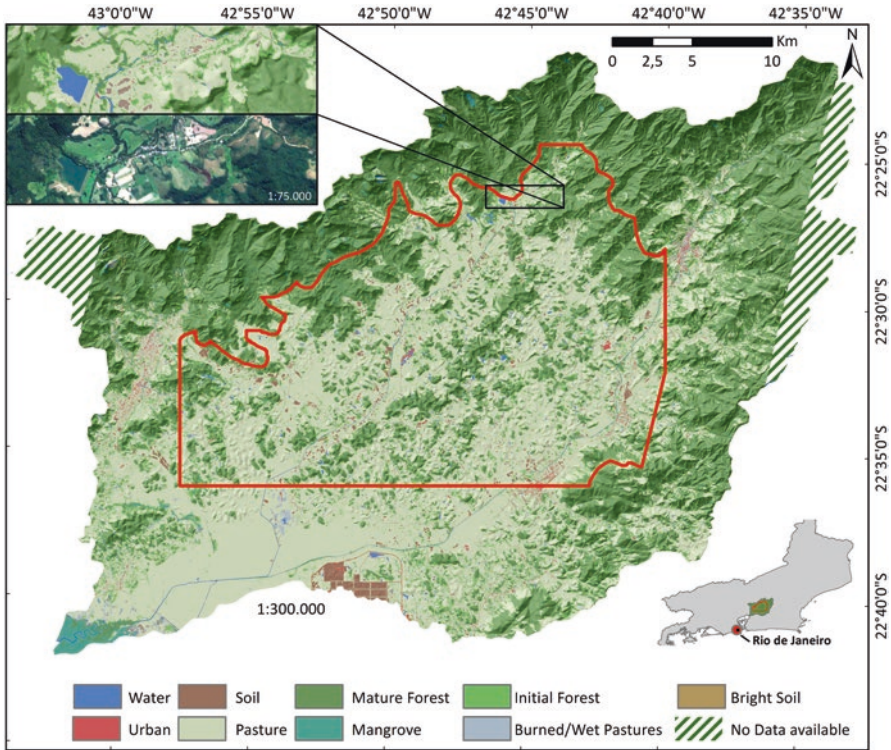 43°00'0"W 42°55'0"W 42°50'0"W 42°45'0"W 42°40'0"W 42°35'0"W
N
Km
0 2,5 5 10
1:75.000
22°25'0"S
22°30'0"S
22°35'0"S
22°40'0"S
1:300.000
Rio de Janeiro
Water Soil Mature Forest Initial Forest Bright Soil
Urban Pasture Mangrove Burned/Wet Pastures No Data available